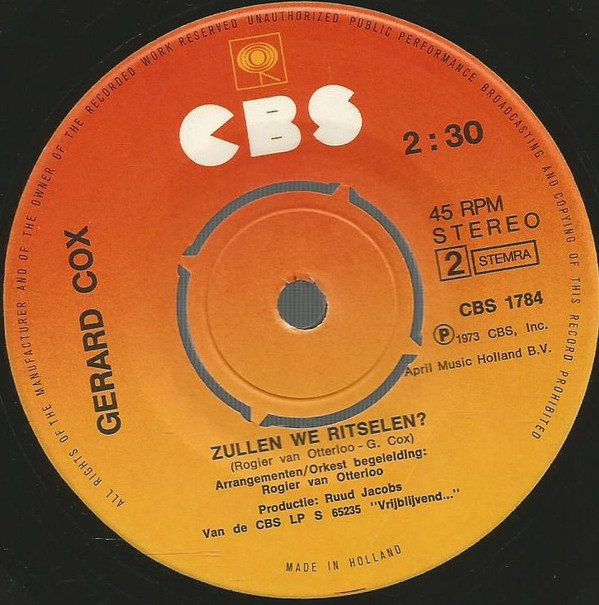 ALL RIGHTS OF THE MANUFACTURER AND OF THE OWNER OF THE RECORDED WORK RESERVED UNAUTHORIZED PUBLIC PERFORMANCE BROADCASTING AND COPYING OF THIS RECORD PROHIBITED
CBS
2:30
45 RPM
STEREO
2 STEMRA
GERARD COX
CBS 1784
Ⓟ1973 CBS, Inc.
April Music Holland B.V.
ZULLEN WE RITSELEN?
(Rogier van Otterloo - G. Cox)
Arrangementen/Orkest begeleiding:
Rogier van Otterloo
Productie: Ruud Jacobs
Van de CBS LP S 65235 "Vrijblijvend..."
MADE IN HOLLAND